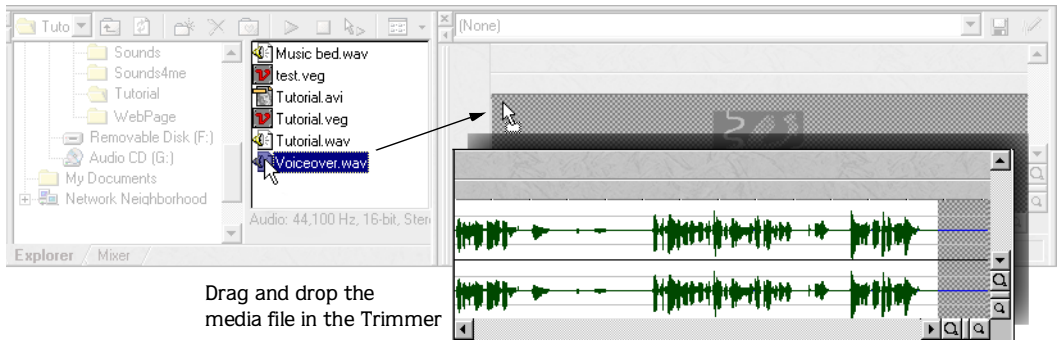 Tuto
(None)
Sounds
Sounds4me
Tutorial
WebPage
Removable Disk (F:)
Audio CD (G:)
My Documents
Network Neighborhood
Music bed.wav
test.veg
Tutorial.avi
Tutorial.veg
Tutorial.wav
Voiceover.wav
Audio: 44,100 Hz, 16-bit, Ster
Explorer
Mixer
Drag and drop the
media file in the Trimmer